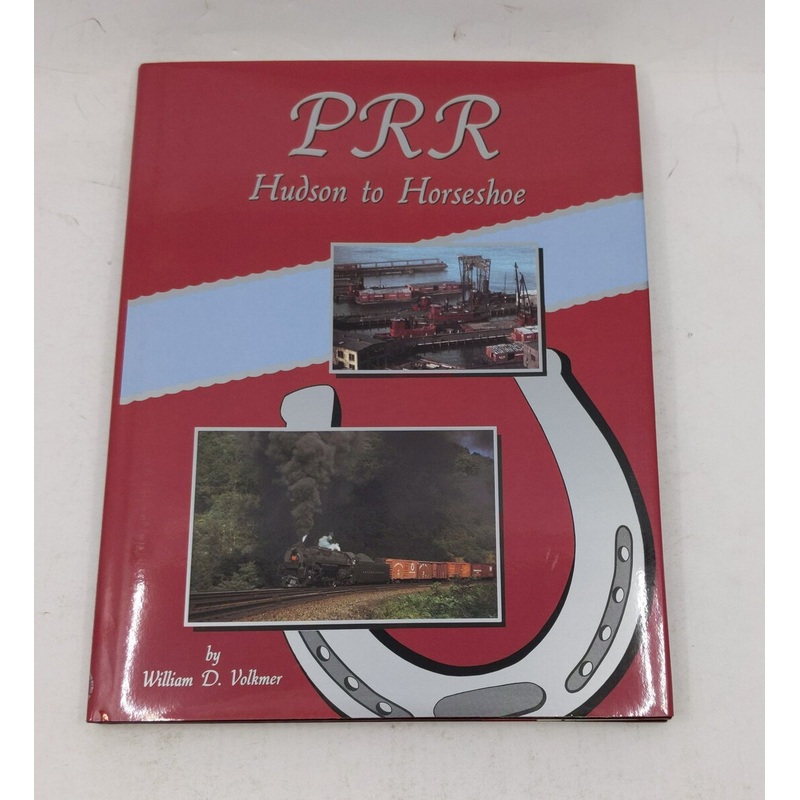 PRR
Hudson to Horseshoe
by
William D. Volkmer